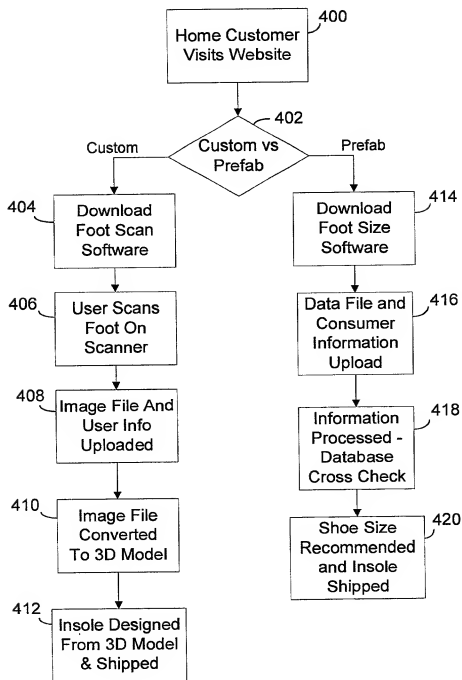 400
Home Customer
Visits Website
402
Custom vs
Prefab
Custom
Prefab
404
Download
Foot Scan
Software
406
User Scans
Foot On
Scanner
408
Image File And
User Info
Uploaded
410
Image File
Converted
To 3D Model
412
Insole Designed
From 3D Model
& Shipped
414
Download
Foot Size
Software
416
Data File and
Consumer
Information
Upload
418
Information
Processed -
Database
Cross Check
420
Shoe Size
Recommended
and Insole
Shipped